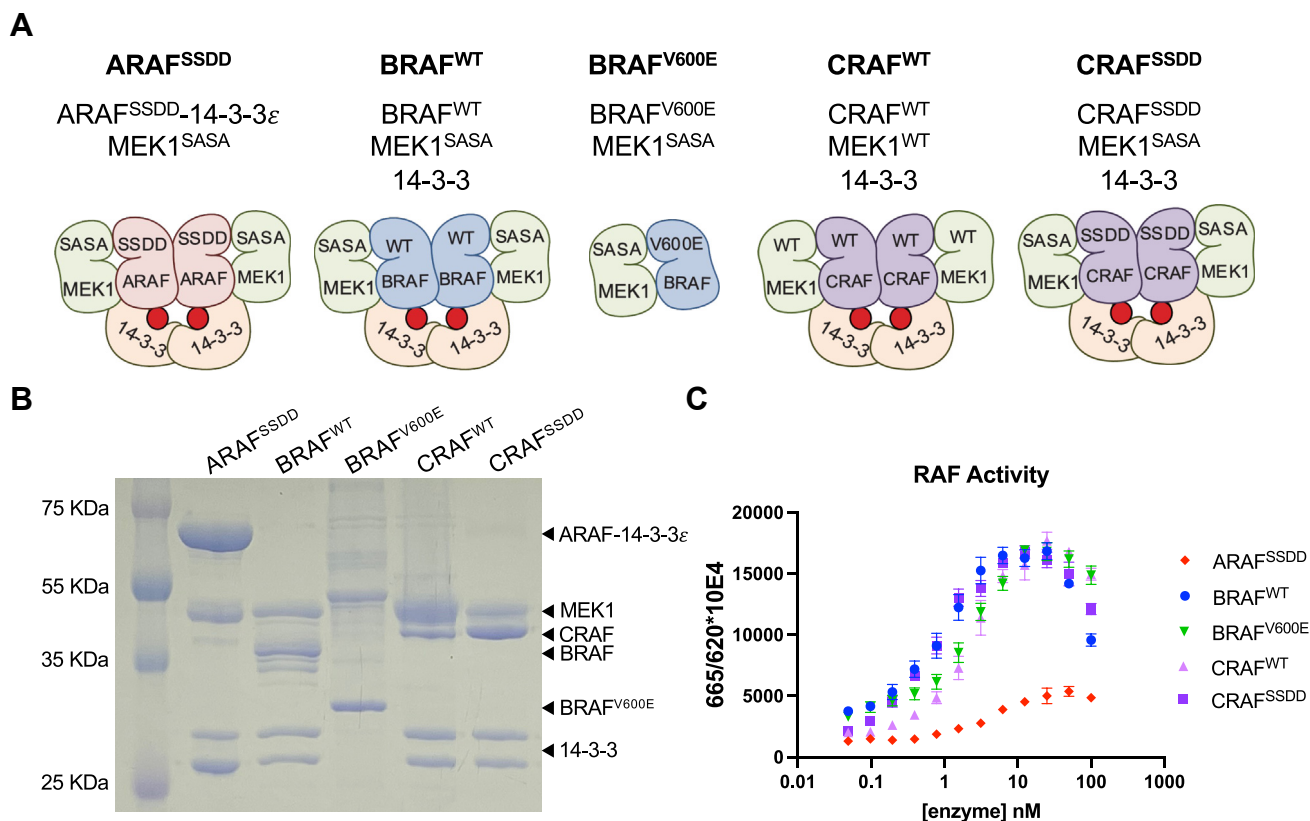 A
ARAF^SSDD BRAF^WT BRAF^V600E CRAF^WT CRAF^SSDD
ARAF^SSDD-14-3-3ε BRAF^WT BRAF^V600E CRAF^WT CRAF^SSDD
MEK1^SASA MEK1^SASA MEK1^SASA MEK1^WT MEK1^SASA
14-3-3 14-3-3 14-3-3
SASA SSDD SSDD SASA SASA WT WT SASA SASA V600E WT WT WT WT SASA SSDD SSDD SASA
MEK1 ARAF ARAF MEK1 MEK1 BRAF BRAF MEK1 MEK1 BRAF MEK1 CRAF CRAF MEK1 MEK1 CRAF CRAF MEK1
14-3-3 14-3-3 14-3-3 14-3-3 14-3-3 14-3-3 14-3-3 14-3-3
B
ARAF^SSDD BRAF^WT BRAF^V600E CRAF^WT CRAF^SSDD
75 KDa
55 KDa
35 KDa
25 KDa
ARAF-14-3-3ε
MEK1
CRAF
BRAF
BRAF^V600E
14-3-3
C
RAF Activity
665/620*10E4
20000
15000
10000
5000
0
0.01 0.1 1 10 100 1000
[enzyme] nM
ARAF^SSDD
BRAF^WT
BRAF^V600E
CRAF^WT
CRAF^SSDD